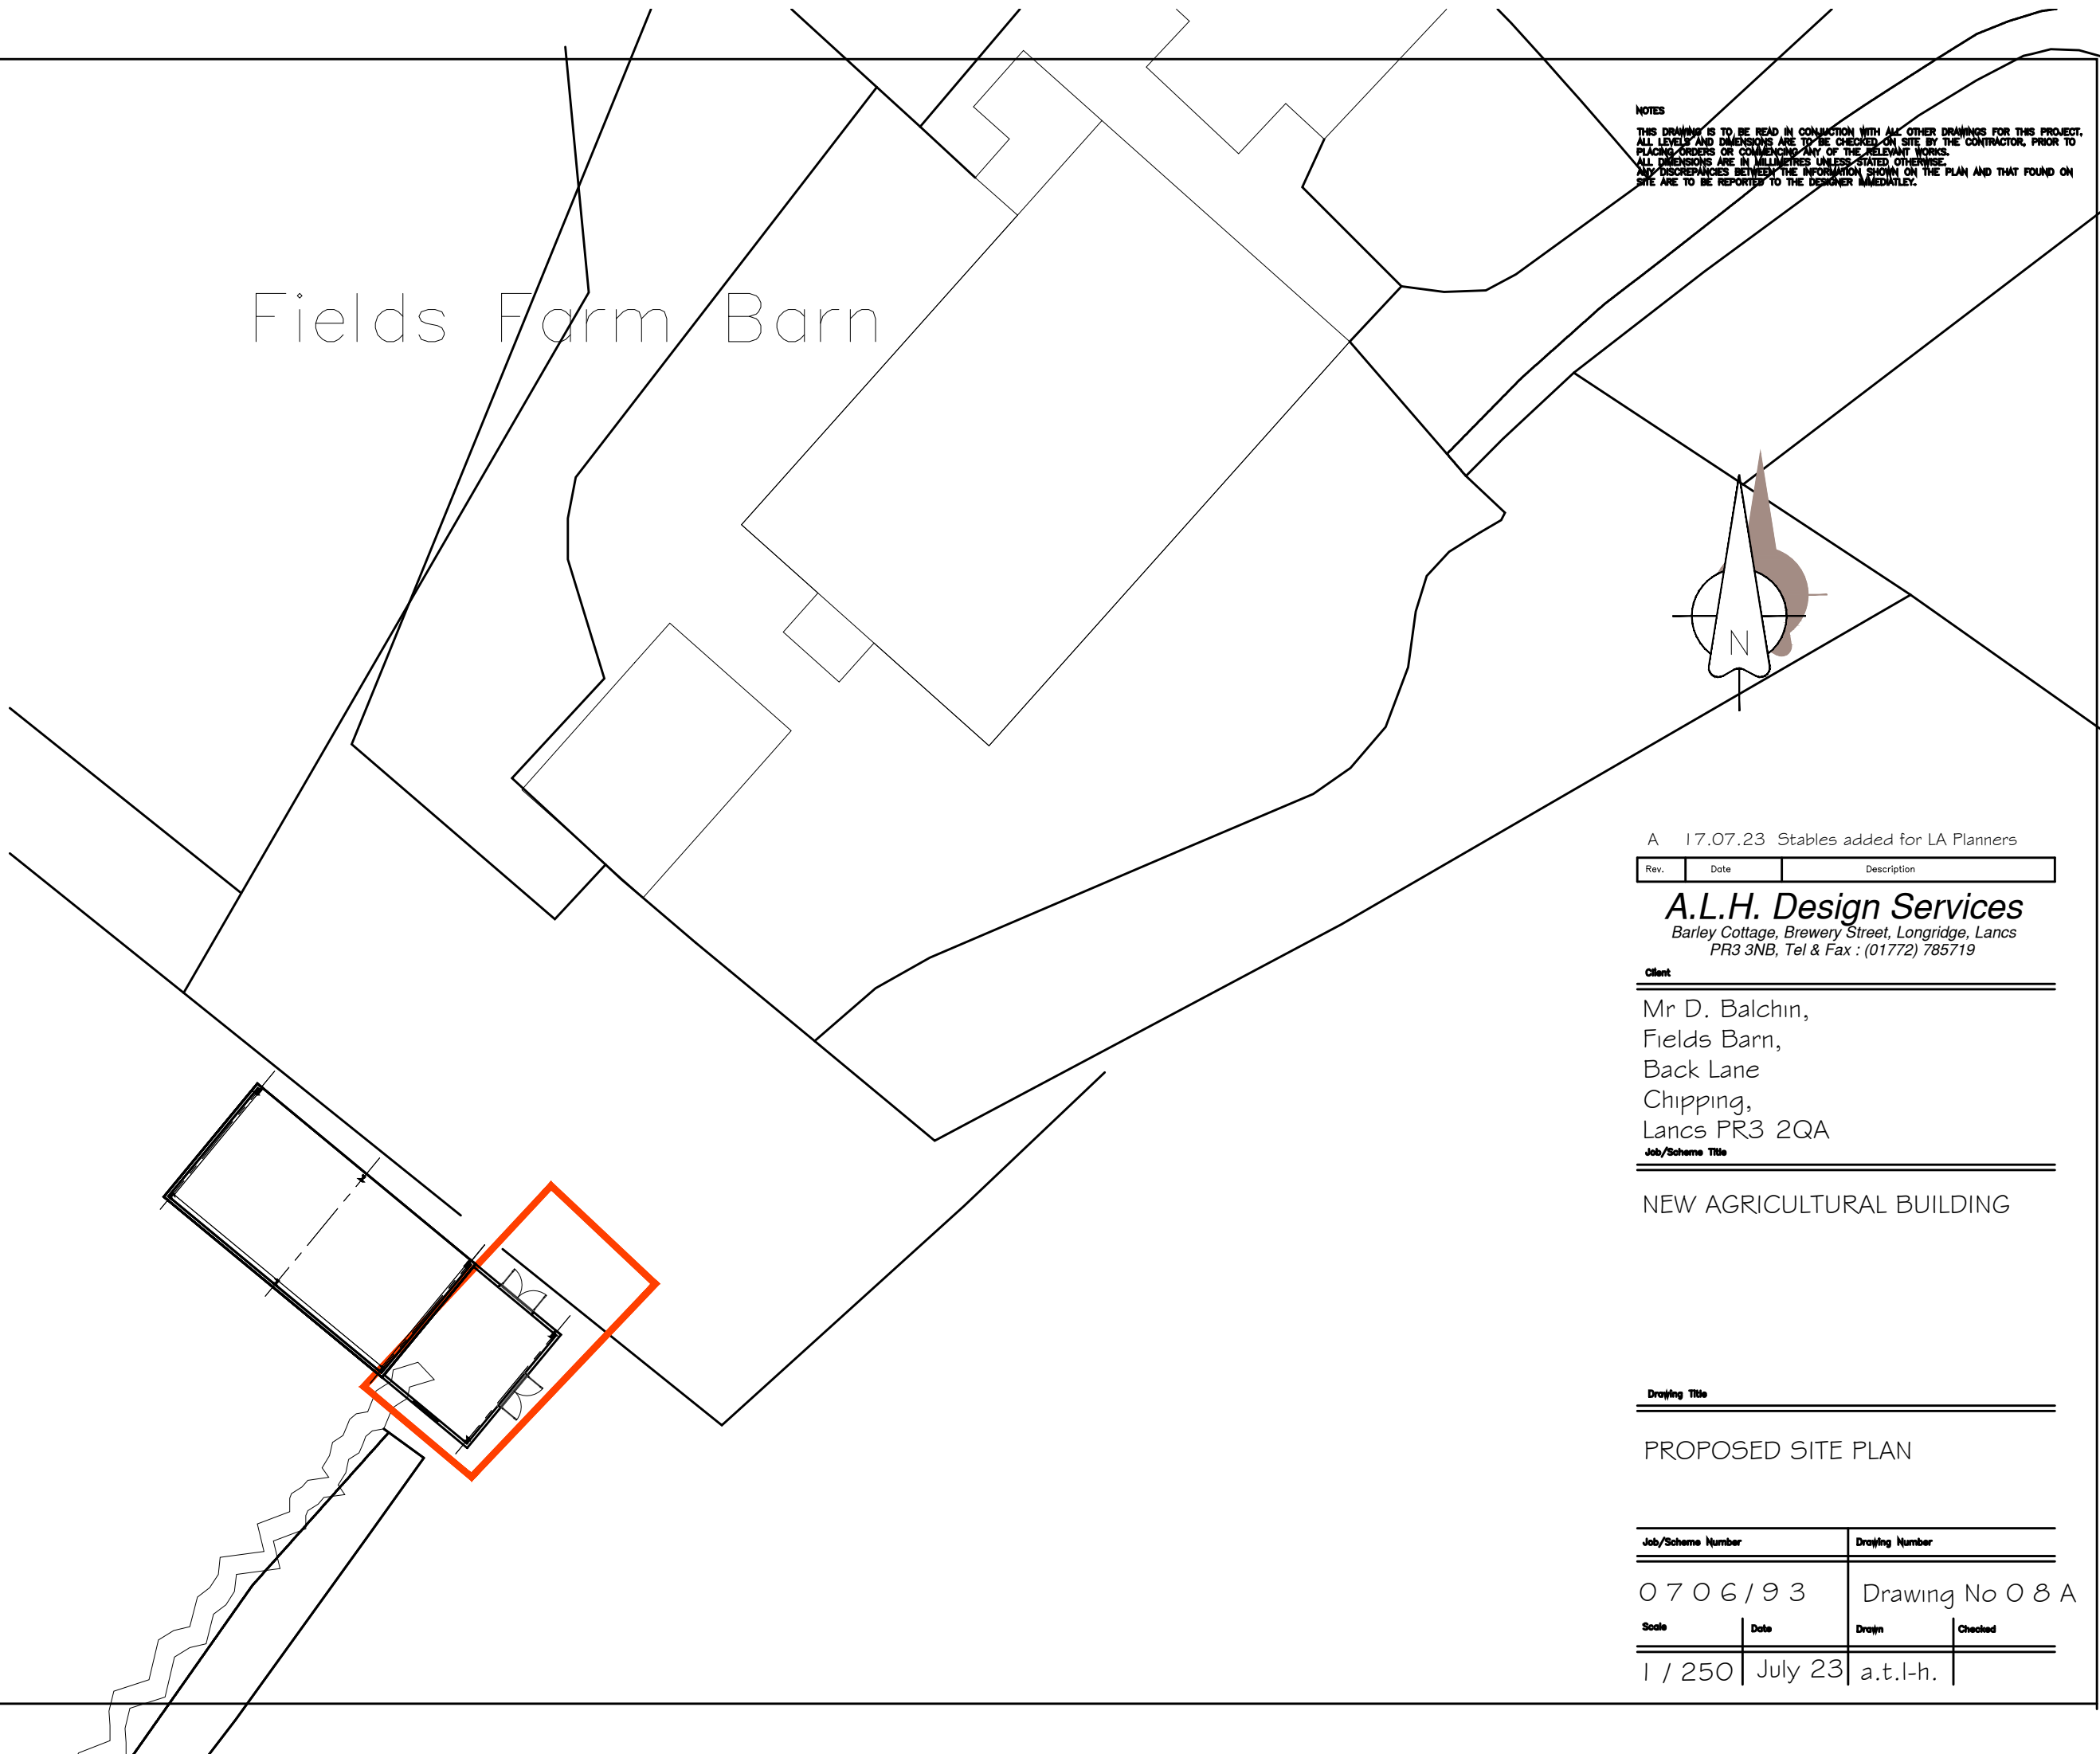 NOTES
THIS DRAWING IS TO BE READ IN CONJUCTION WITH ALL OTHER DRAWINGS FOR THIS PROJECT.
ALL LEVELS AND DIMENSIONS ARE TO BE CHECKED ON SITE BY THE CONTRACTOR, PRIOR TO
PLACING ORDERS OR COMMENCING ANY OF THE RELEVANT WORKS.
ALL DIMENSIONS ARE IN MILLIMETRES UNLESS STATED OTHERWISE.
ANY DISCREPANCIES BETWEEN THE INFORMATION SHOWN ON THE PLAN AND THAT FOUND ON
SITE ARE TO BE REPORTED TO THE DESIGNER IMMEDIATLEY.
Fields Farm Barn
N
A 17.07.23 Stables added for LA Planners
Rev. Date Description
A.L.H. Design Services
Barley Cottage, Brewery Street, Longridge, Lancs
PR3 3NB, Tel & Fax : (01772) 785719
Client
Mr D. Balchin,
Fields Barn,
Back Lane
Chipping,
Lancs PR3 2QA
Job/Scheme Title
NEW AGRICULTURAL BUILDING
Drawing Title
PROPOSED SITE PLAN
Job/Scheme Number Drawing Number
0706/93 Drawing No 08 A
Scale Date Drawn Checked
1 / 250 July 23 a.t.l-h.